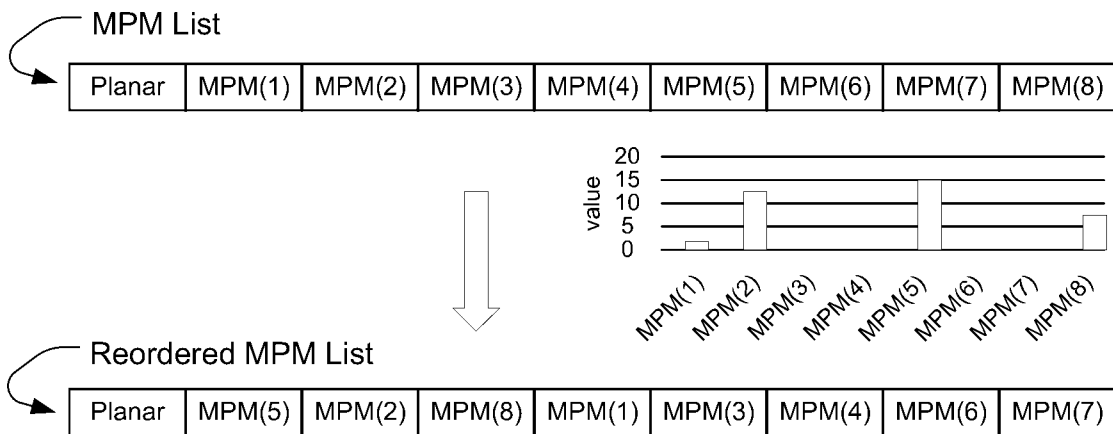 MPM List
Planar MPM(1) MPM(2) MPM(3) MPM(4) MPM(5) MPM(6) MPM(7) MPM(8)
value
20
15
10
5
0
MPM(1) MPM(2) MPM(3) MPM(4) MPM(5) MPM(6) MPM(7) MPM(8)
Reordered MPM List
Planar MPM(5) MPM(2) MPM(8) MPM(1) MPM(3) MPM(4) MPM(6) MPM(7)